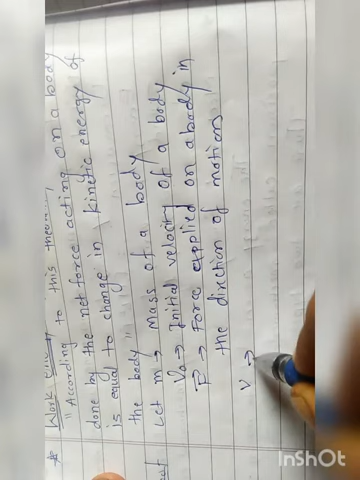 * Work
"According to this theorem,
done by the net force acting on a body
is equal to change in kinetic energy of
the body"
Let m → mass of a body
V₀ → Initial velocity of a body
F → Force applied on a body in
the direction of motion
V →
InShOt